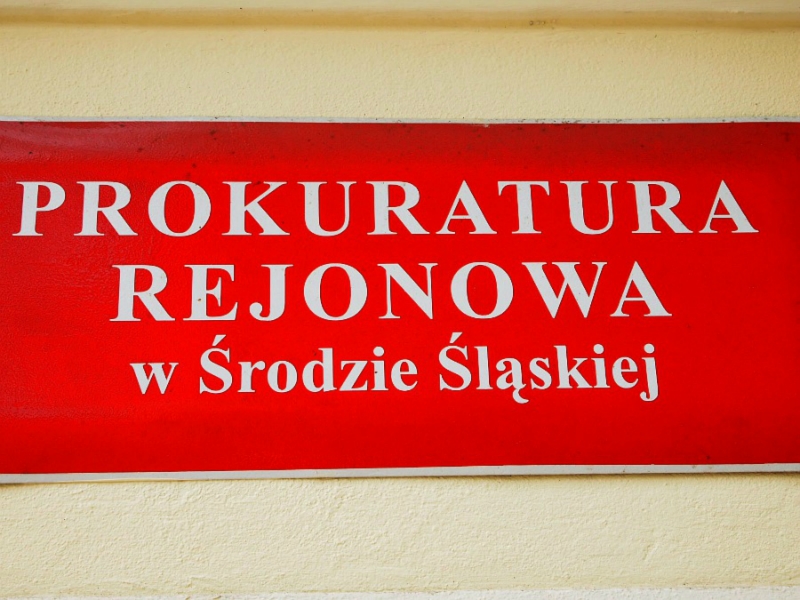 PROKURATURA
REJONOWA
w Środzie Śląskiej